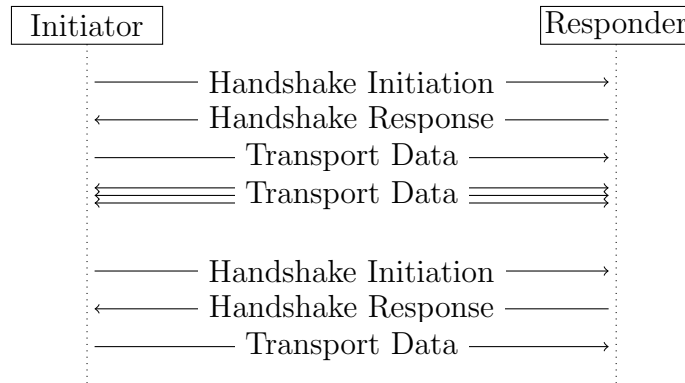 Initiator
Responder
Handshake Initiation
Handshake Response
Transport Data
Transport Data
Handshake Initiation
Handshake Response
Transport Data